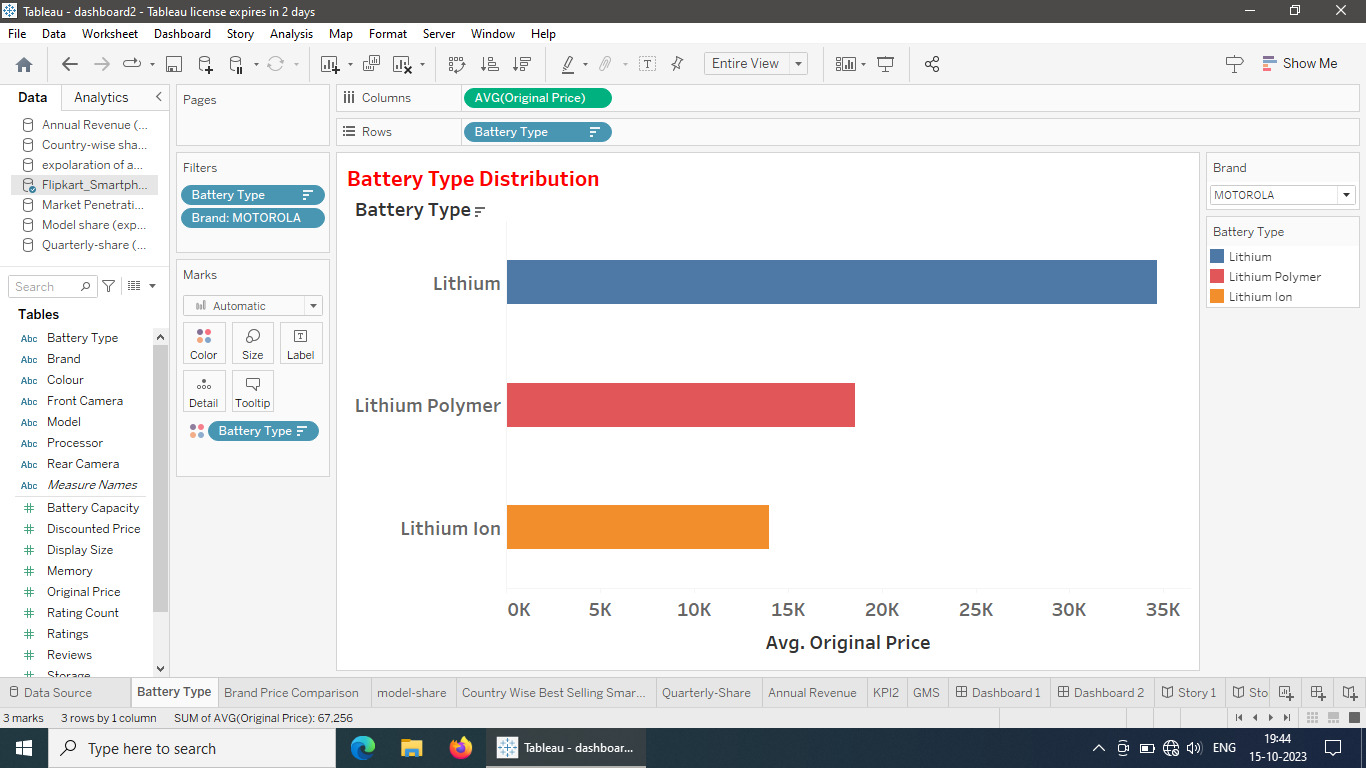 Tableau - dashboard2 - Tableau license expires in 2 days
File Data Worksheet Dashboard Story Analysis Map Format Server Window Help
Entire View
Show Me
Data Analytics
Annual Revenue (...
Country-wise sha...
expolaration of a...
Flipkart_Smartph...
Market Penetrati...
Model share (exp...
Quarterly-share (...
Search
Tables
Abc Battery Type
Abc Brand
Abc Colour
Abc Front Camera
Abc Model
Abc Processor
Abc Rear Camera
Abc Measure Names
Battery Capacity
Discounted Price
Display Size
Memory
Original Price
Rating Count
Ratings
Reviews
Storage
Pages
Filters
Battery Type
Brand: MOTOROLA
Marks
Automatic
Color Size Label
Detail Tooltip
Battery Type
Columns AVG(Original Price)
Rows Battery Type
Battery Type Distribution
Battery Type
Lithium
Lithium Polymer
Lithium Ion
0K 5K 10K 15K 20K 25K 30K 35K
Avg. Original Price
Brand
MOTOROLA
Battery Type
Lithium
Lithium Polymer
Lithium Ion
Data Source Battery Type Brand Price Comparison model-share Country Wise Best Selling Smar... Quarterly-Share Annual Revenue KPI2 GMS Dashboard 1 Dashboard 2 Story 1 Sto
3 marks 3 rows by 1 column SUM of AVG(Original Price): 67,256
Type here to search
Tableau - dashboar...
ENG
19:44
15-10-2023